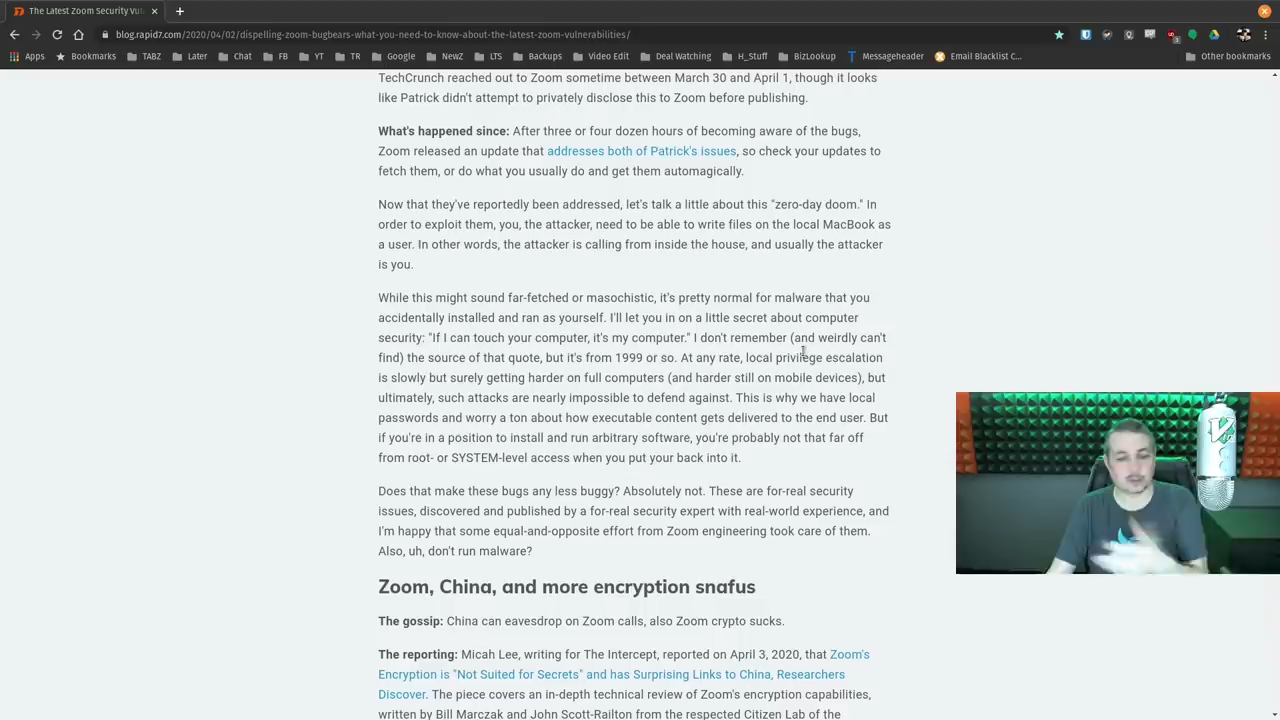 The Latest Zoom Security Vul
blog.rapid7.com/2020/04/02/dispelling-zoom-bugbears-what-you-need-to-know-about-the-latest-zoom-vulnerabilities/
Apps Bookmarks TABZ Later Chat FB YT TR Google NewZ LTS Backups Video Edit Deal Watching H_Stuff BizLookup Messageheader Email Blacklist C... Other bookmarks
TechCrunch reached out to Zoom sometime between March 30 and April 1, though it looks
like Patrick didn't attempt to privately disclose this to Zoom before publishing.
What's happened since: After three or four dozen hours of becoming aware of the bugs,
Zoom released an update that addresses both of Patrick's issues, so check your updates to
fetch them, or do what you usually do and get them automagically.
Now that they've reportedly been addressed, let's talk a little about this "zero-day doom." In
order to exploit them, you, the attacker, need to be able to write files on the local MacBook as
a user. In other words, the attacker is calling from inside the house, and usually the attacker
is you.
While this might sound far-fetched or masochistic, it's pretty normal for malware that you
accidentally installed and ran as yourself. I'll let you in on a little secret about computer
security: "If I can touch your computer, it's my computer." I don't remember (and weirdly can't
find) the source of that quote, but it's from 1999 or so. At any rate, local privilege escalation
is slowly but surely getting harder on full computers (and harder still on mobile devices), but
ultimately, such attacks are nearly impossible to defend against. This is why we have local
passwords and worry a ton about how executable content gets delivered to the end user. But
if you're in a position to install and run arbitrary software, you're probably not that far off
from root- or SYSTEM-level access when you put your back into it.
Does that make these bugs any less buggy? Absolutely not. These are for-real security
issues, discovered and published by a for-real security expert with real-world experience, and
I'm happy that some equal-and-opposite effort from Zoom engineering took care of them.
Also, uh, don't run malware?
Zoom, China, and more encryption snafus
The gossip: China can eavesdrop on Zoom calls, also Zoom crypto sucks.
The reporting: Micah Lee, writing for The Intercept, reported on April 3, 2020, that Zoom's
Encryption is "Not Suited for Secrets" and has Surprising Links to China, Researchers
Discover. The piece covers an in-depth technical review of Zoom's encryption capabilities,
written by Bill Marczak and John Scott-Railton from the respected Citizen Lab of the